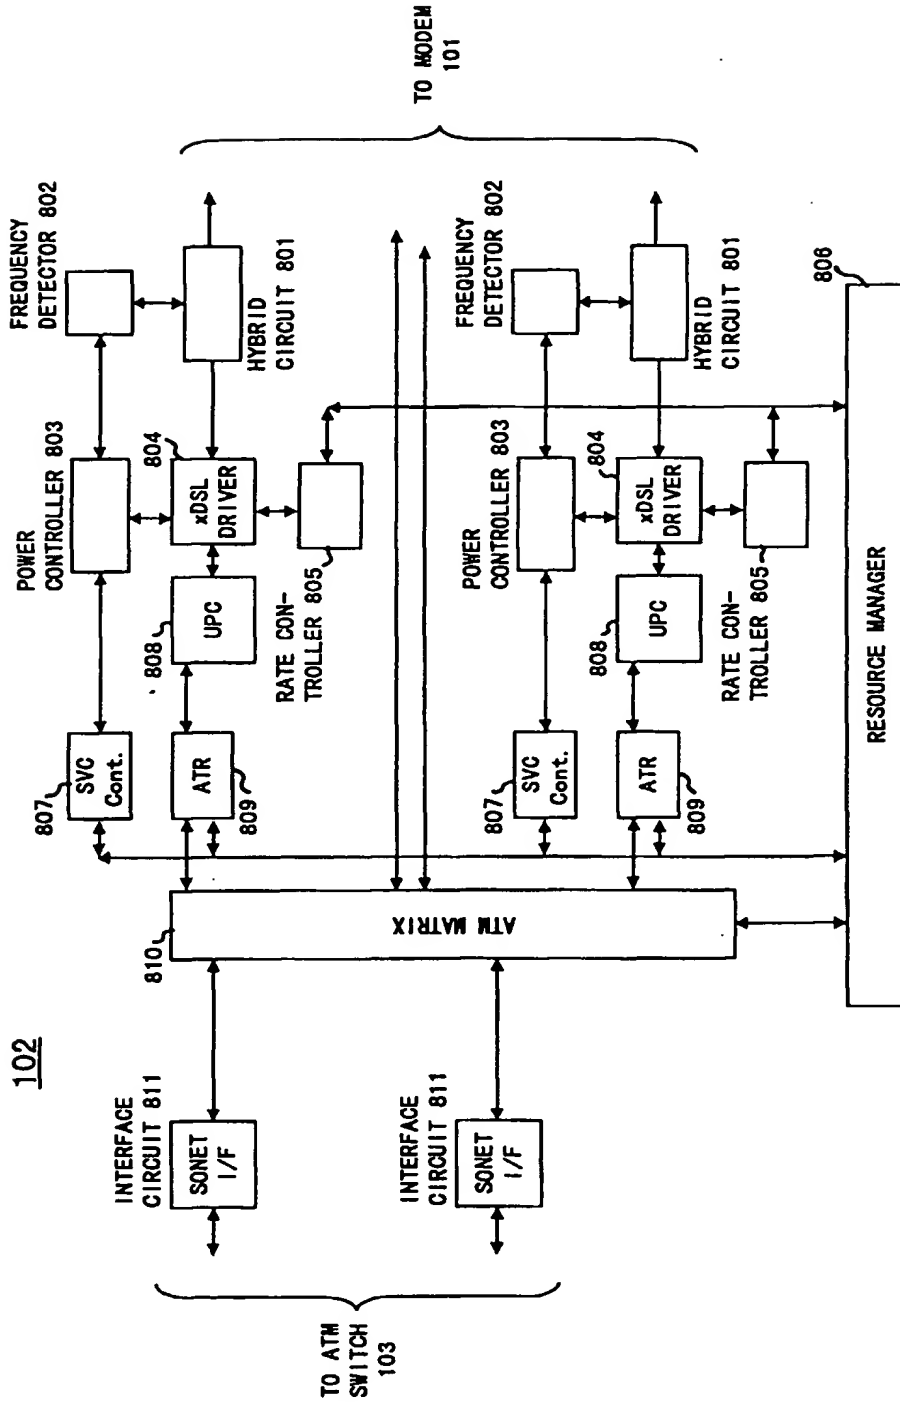 102
TO ATM
SWITCH
103
INTERFACE
CIRCUIT 811
SONET
I/F
INTERFACE
CIRCUIT 811
SONET
I/F
810
ATM MATRIX
807
SVC
Cont.
ATR
809
808
UPC
POWER
CONTROLLER 803
804
xDSL
DRIVER
RATE CON-
TROLLER 805
FREQUENCY
DETECTOR 802
HYBRID
CIRCUIT 801
807
SVC
Cont.
ATR
809
808
UPC
POWER
CONTROLLER 803
804
xDSL
DRIVER
RATE CON-
TROLLER 805
FREQUENCY
DETECTOR 802
HYBRID
CIRCUIT 801
TO MODEM
101
806
RESOURCE MANAGER